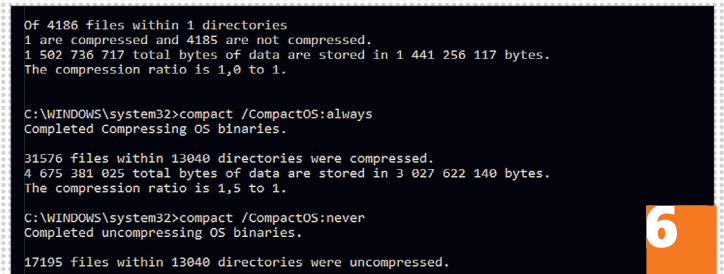 Of 4186 files within 1 directories
1 are compressed and 4185 are not compressed.
1 502 736 717 total bytes of data are stored in 1 441 256 117 bytes.
The compression ratio is 1,0 to 1.
C:\WINDOWS\system32>compact /CompactOS:always
Completed Compressing OS binaries.
31576 files within 13040 directories were compressed.
4 675 381 025 total bytes of data are stored in 3 027 622 140 bytes.
The compression ratio is 1,5 to 1.
C:\WINDOWS\system32>compact /CompactOS:never
Completed uncompressing OS binaries.
17195 files within 13040 directories were uncompressed.
6